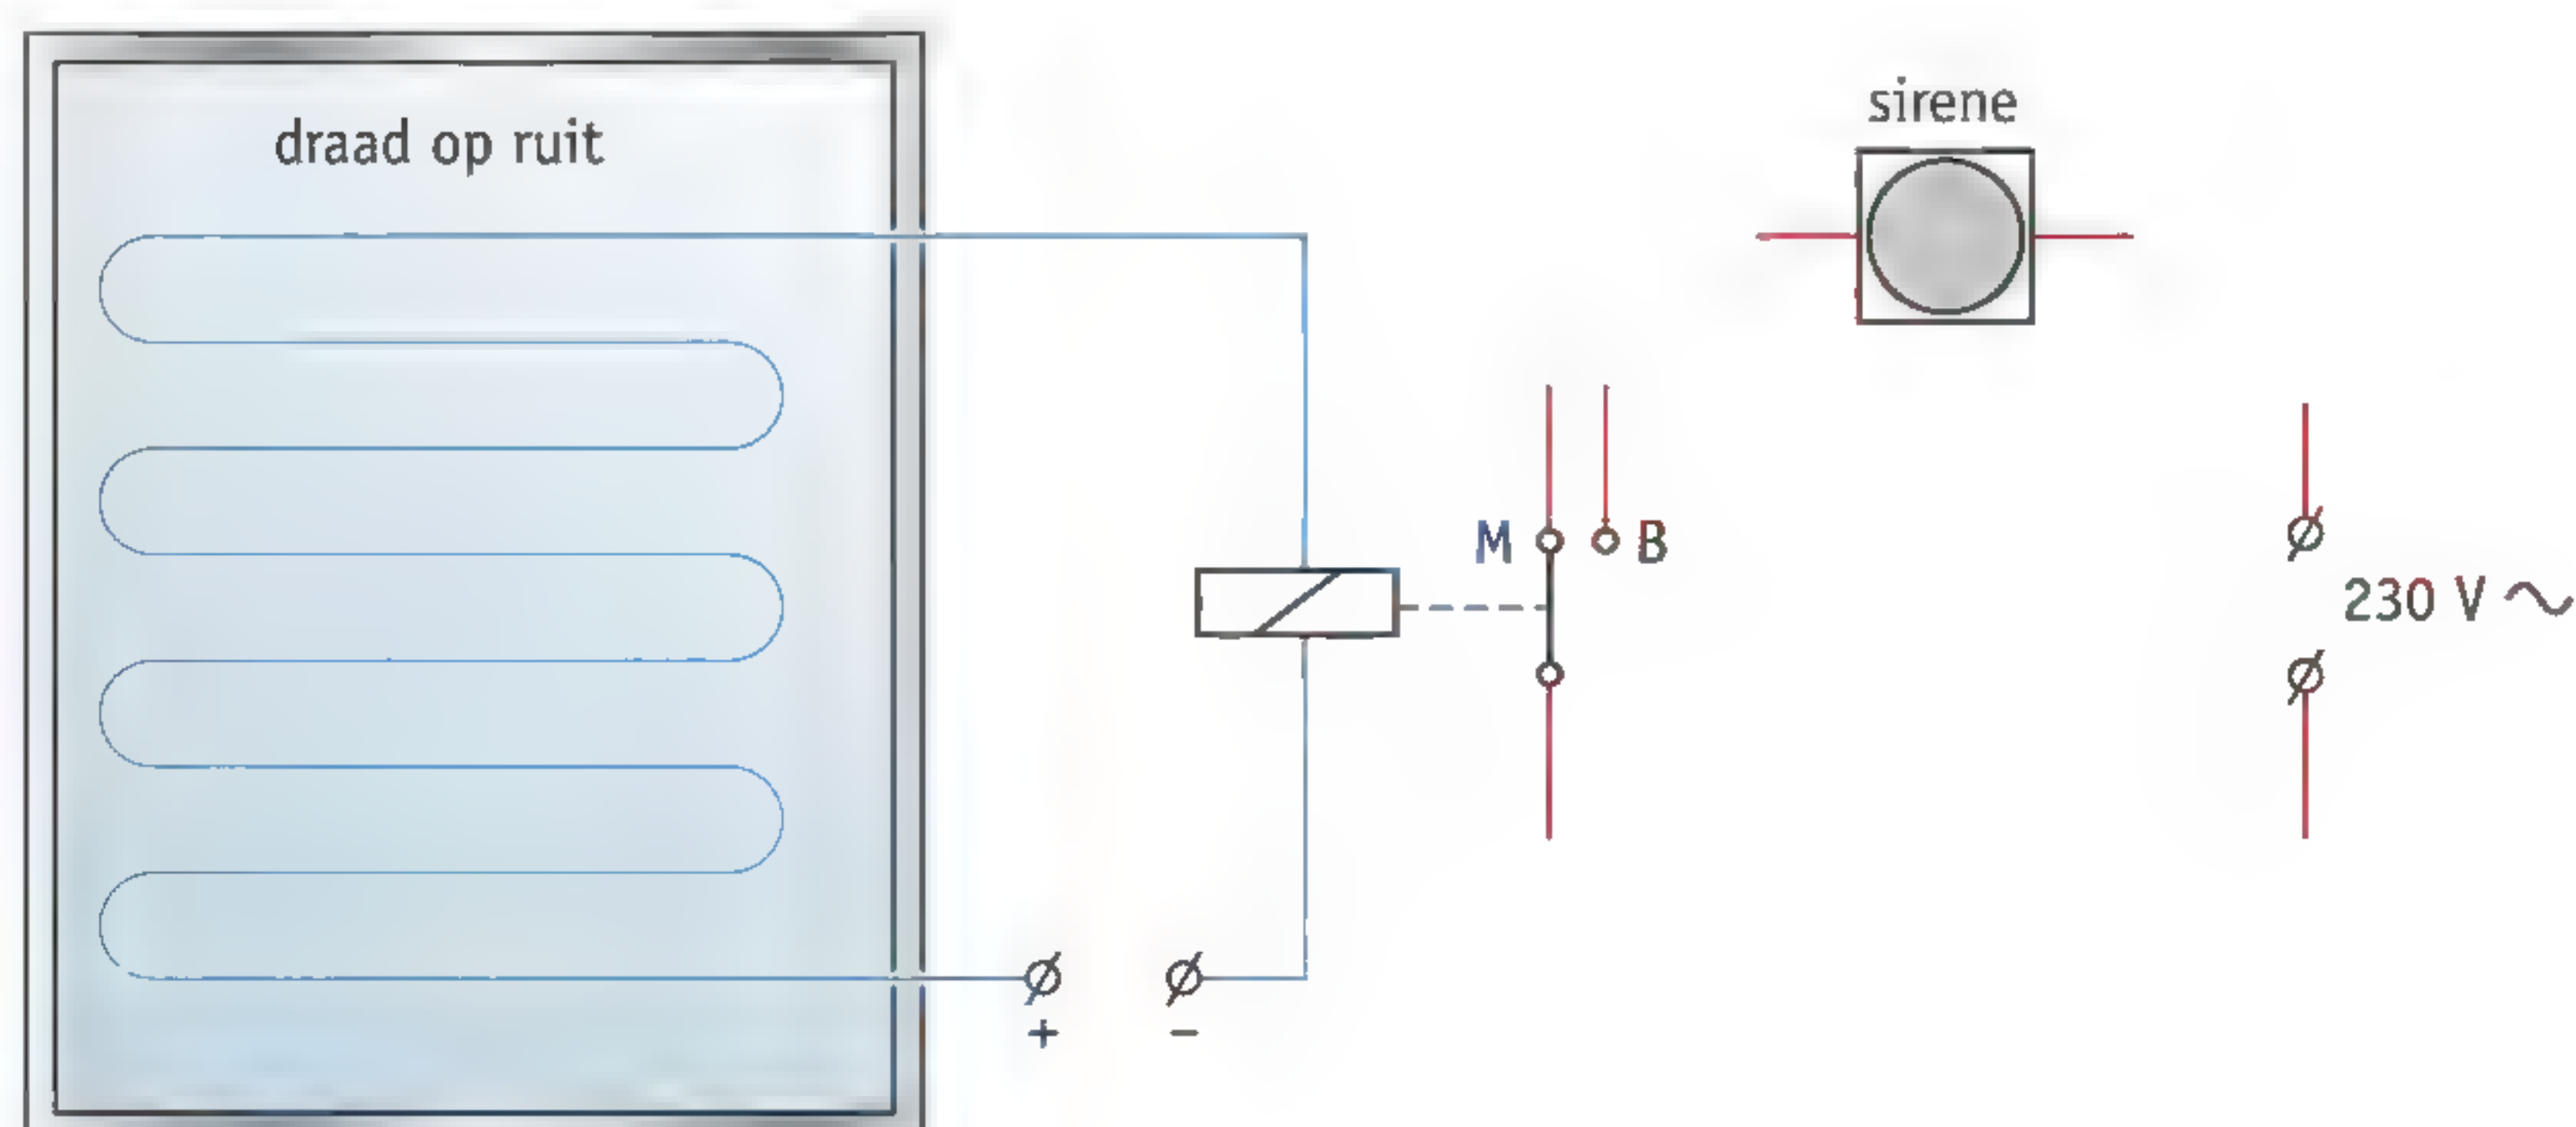 draad op ruit
sirene
M
B
230 V ~
+
−